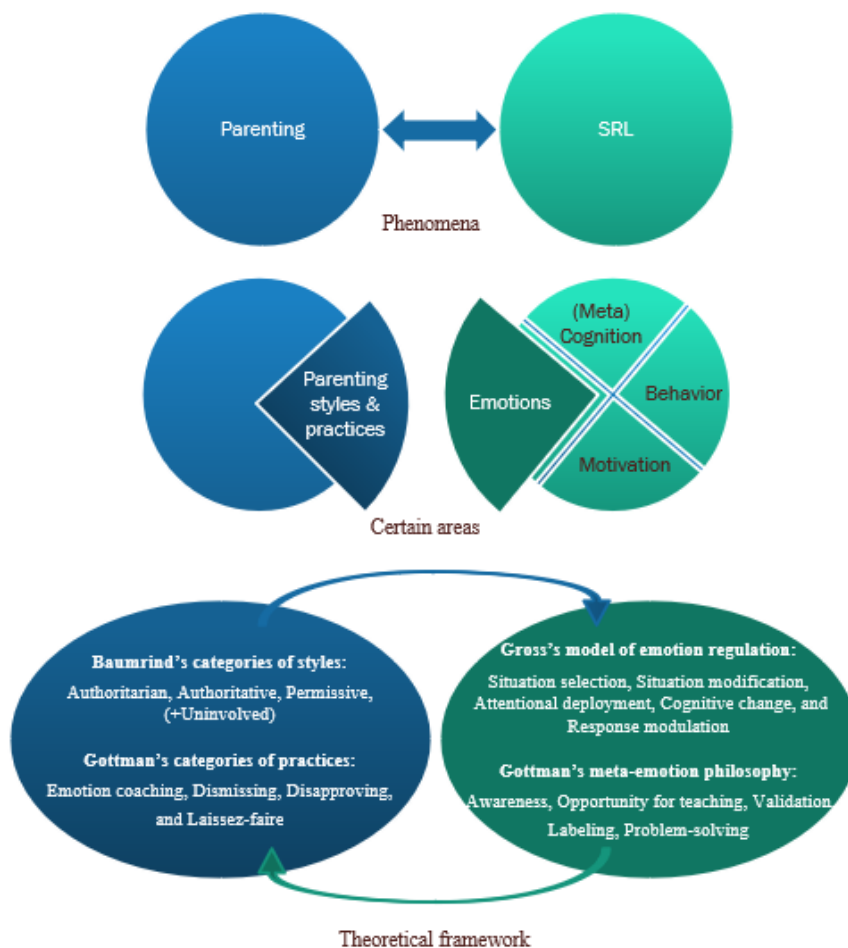 Parenting
SRL
Phenomena
Parenting
styles &
practices
Emotions
(Meta)
Cognition
Behavior
Motivation
Certain areas
Baumrind’s categories of styles:
Authoritarian, Authoritative, Permissive,
(+Uninvolved)
Gottman’s categories of practices:
Emotion coaching, Dismissing, Disapproving,
and Laissez-faire
Gross’s model of emotion regulation:
Situation selection, Situation modification,
Attentional deployment, Cognitive change, and
Response modulation
Gottman’s meta-emotion philosophy:
Awareness, Opportunity for teaching, Validation
Labeling, Problem-solving
Theoretical framework